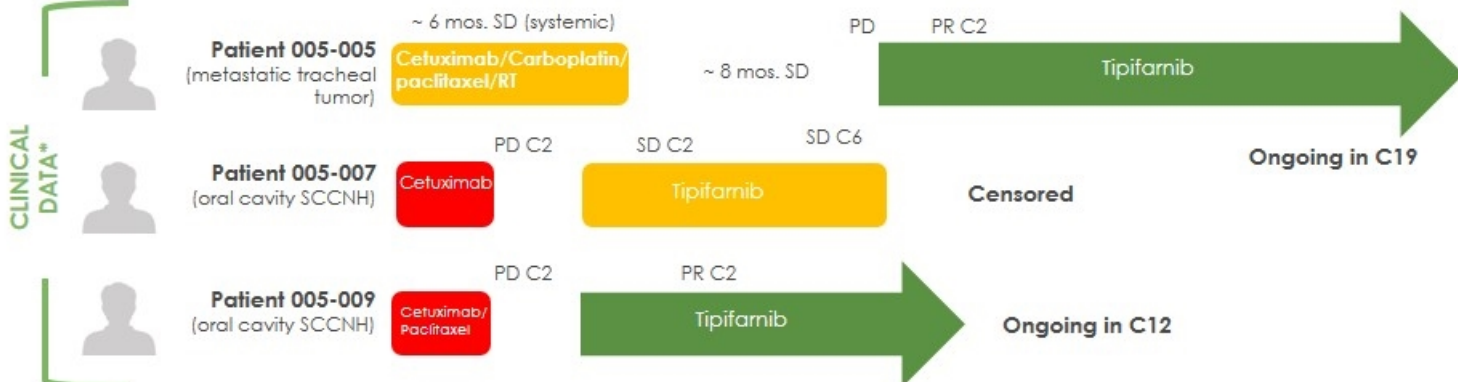 CLINICAL
DATA*
~ 6 mos. SD (systemic)
PD
PR C2
Patient 005-005
(metastatic tracheal
tumor)
Cetuximab/Carboplatin/
paclitaxel/RT
~ 8 mos. SD
Tipifarnib
Ongoing in C19
PD C2
SD C2
SD C6
Patient 005-007
(oral cavity SCCNH)
Cetuximab
Tipifarnib
Censored
PD C2
PR C2
Patient 005-009
(oral cavity SCCNH)
Cetuximab/
Paclitaxel
Tipifarnib
Ongoing in C12